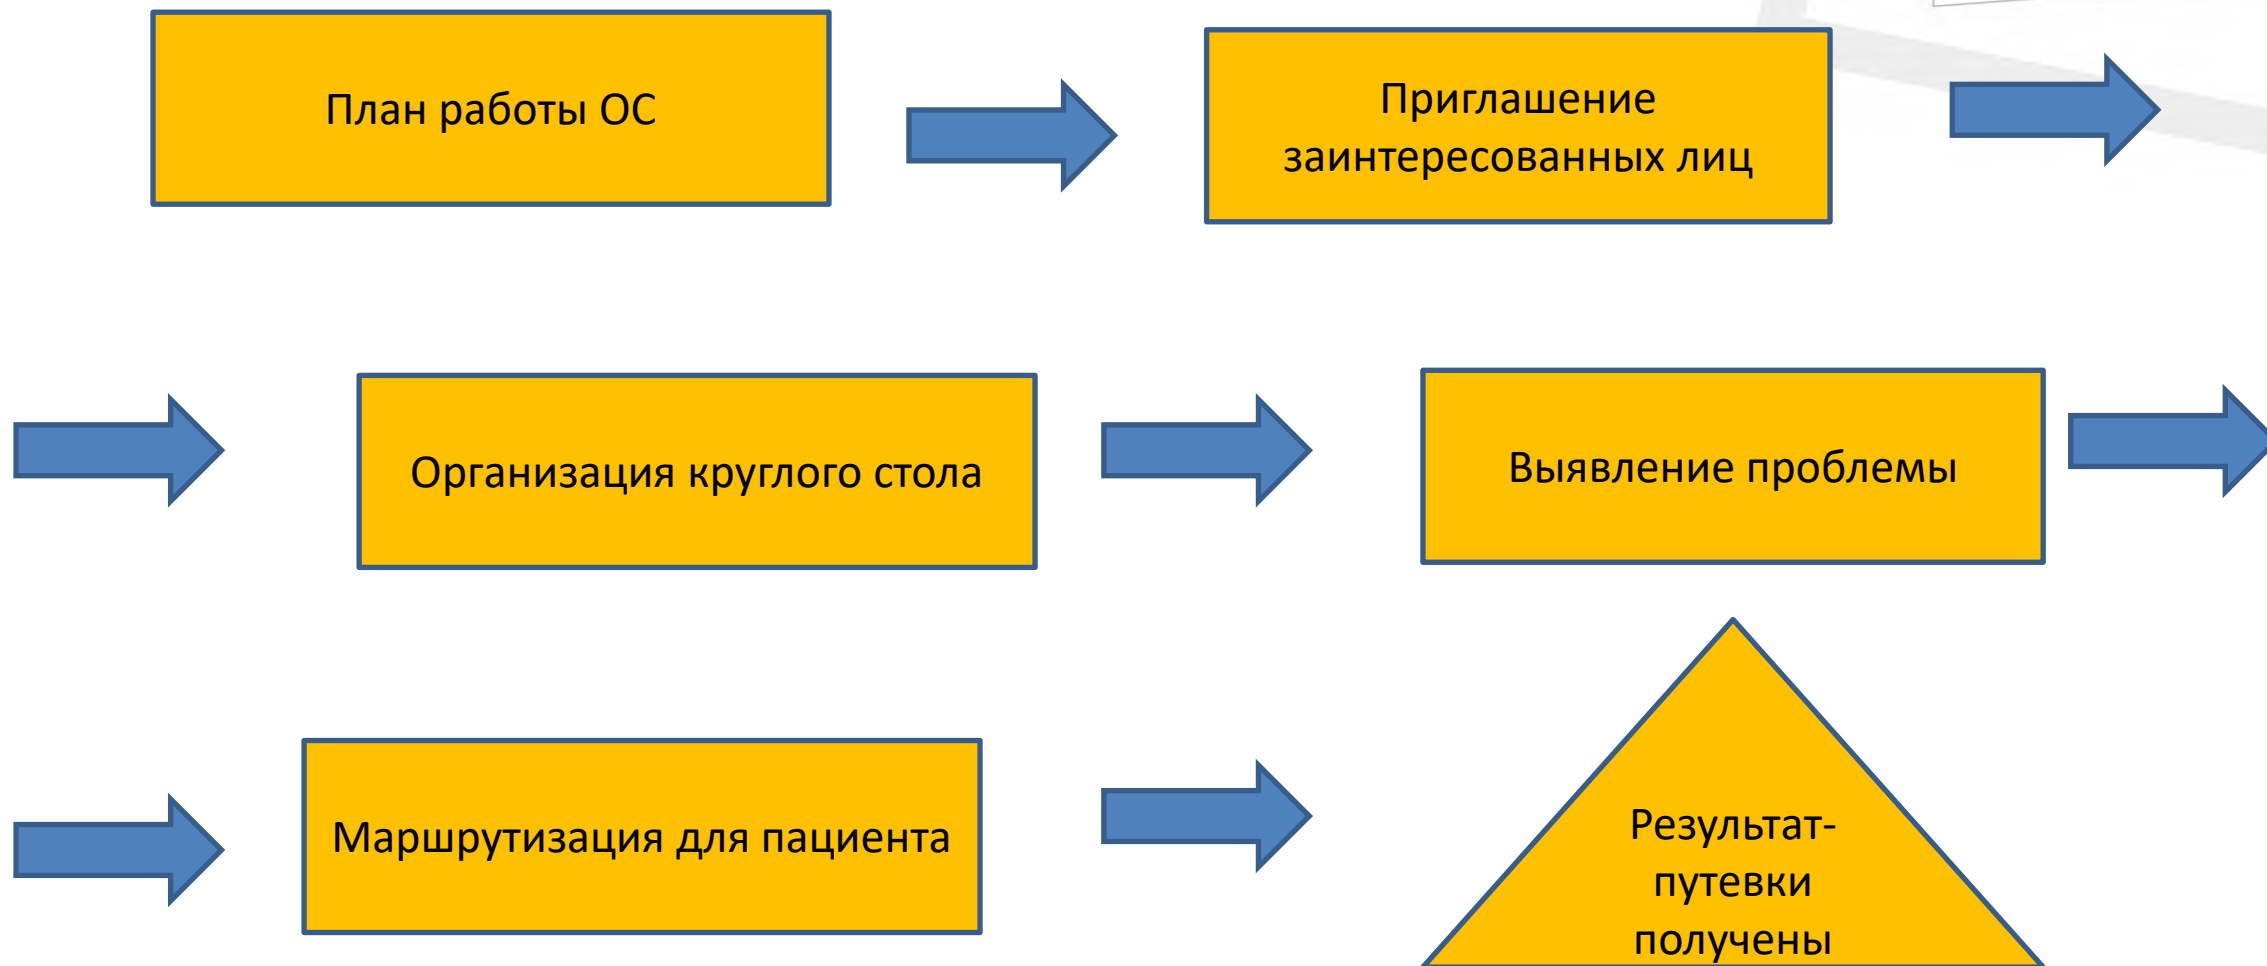 План работы ОС
Приглашение
заинтересованных лиц
Организация круглого стола
Выявление проблемы
Маршрутизация для пациента
Результат-
путевки
получены